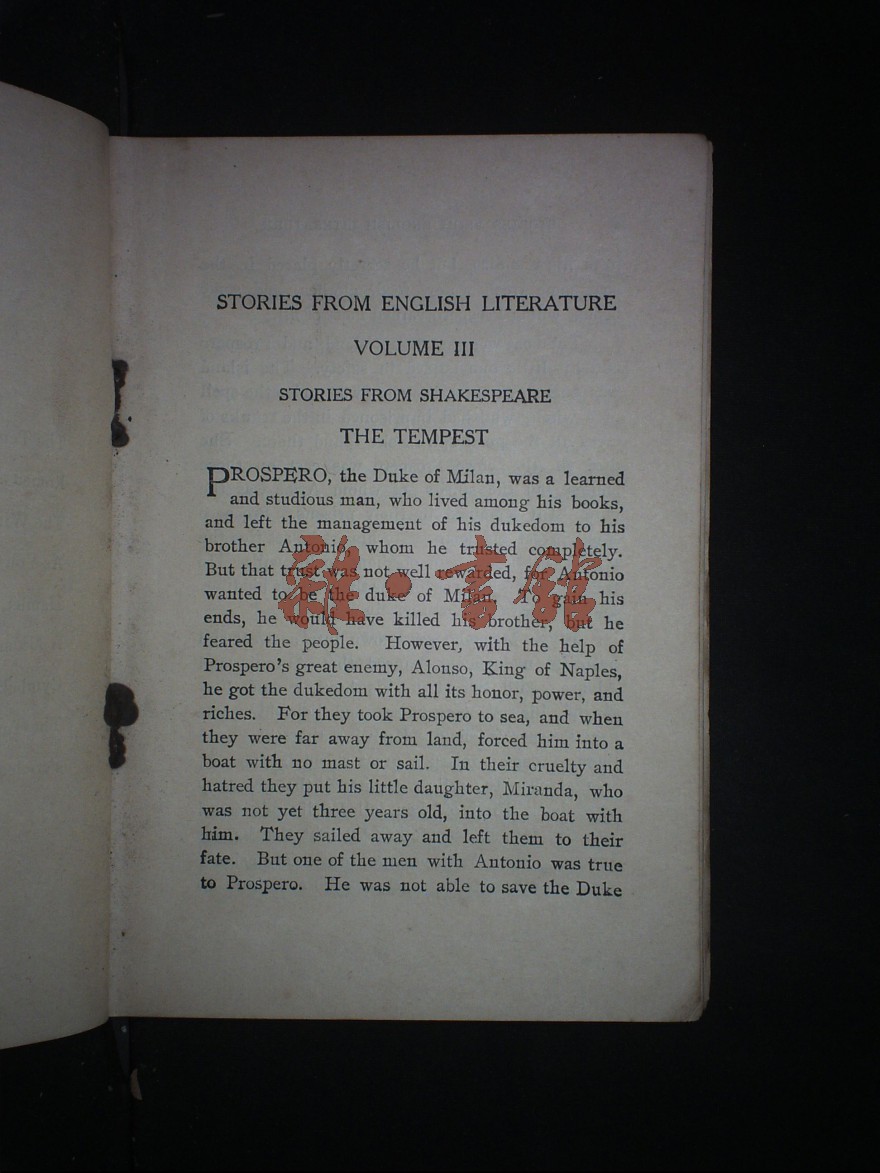 STORIES FROM ENGLISH LITERATURE
VOLUME III
STORIES FROM SHAKESPEARE
THE TEMPEST
PROSPERO, the Duke of Milan, was a learned
and studious man, who lived among his books,
and left the management of his dukedom to his
brother Antonio, whom he trusted completely.
But that trust was not well rewarded, for Antonio
wanted to be the duke of Milan. To gain his
ends, he would have killed his brother, but he
feared the people. However, with the help of
Prospero's great enemy, Alonso, King of Naples,
he got the dukedom with all its honor, power, and
riches. For they took Prospero to sea, and when
they were far away from land, forced him into a
boat with no mast or sail. In their cruelty and
hatred they put his little daughter, Miranda, who
was not yet three years old, into the boat with
him. They sailed away and left them to their
fate. But one of the men with Antonio was true
to Prospero. He was not able to save the Duke
雜·書館